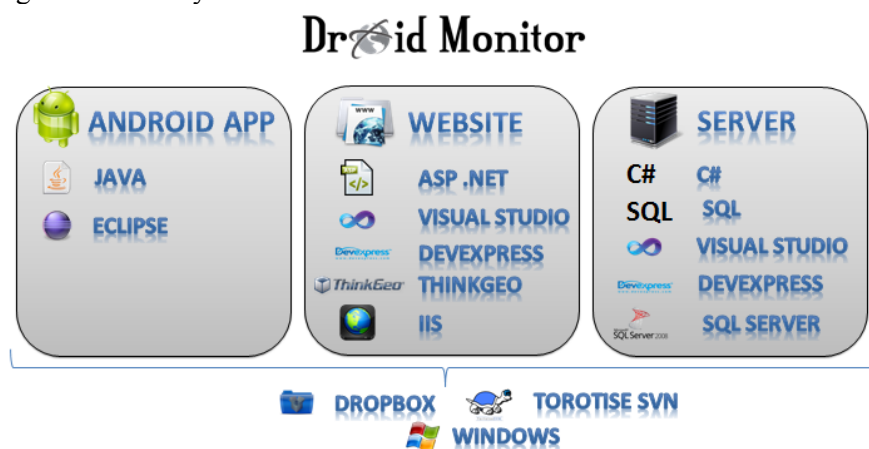 Droid Monitor
ANDROID APP
JAVA
ECLIPSE
WEBSITE
WWW
ASP .NET
VISUAL STUDIO
Devexpress DEVEXPRESS
ThinkGeo THINKGEO
IIS
SERVER
C# C#
SQL SQL
VISUAL STUDIO
Devexpress DEVEXPRESS
SQL Server 2008 SQL SERVER
DROPBOX
TOROTISE SVN
WINDOWS